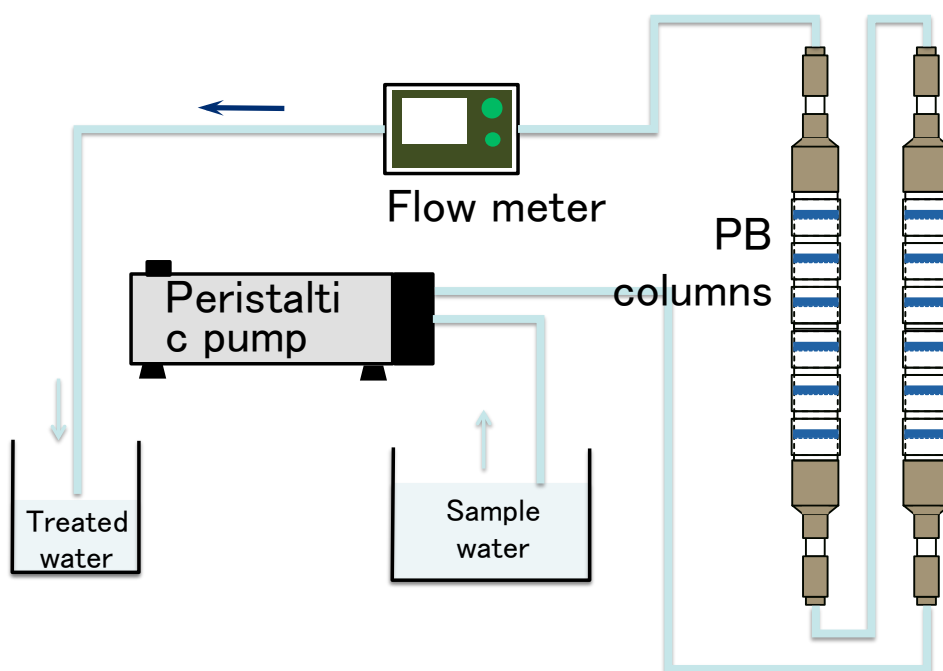 Flow meter
PB
columns
Peristalti
c pump
Treated
water
Sample
water